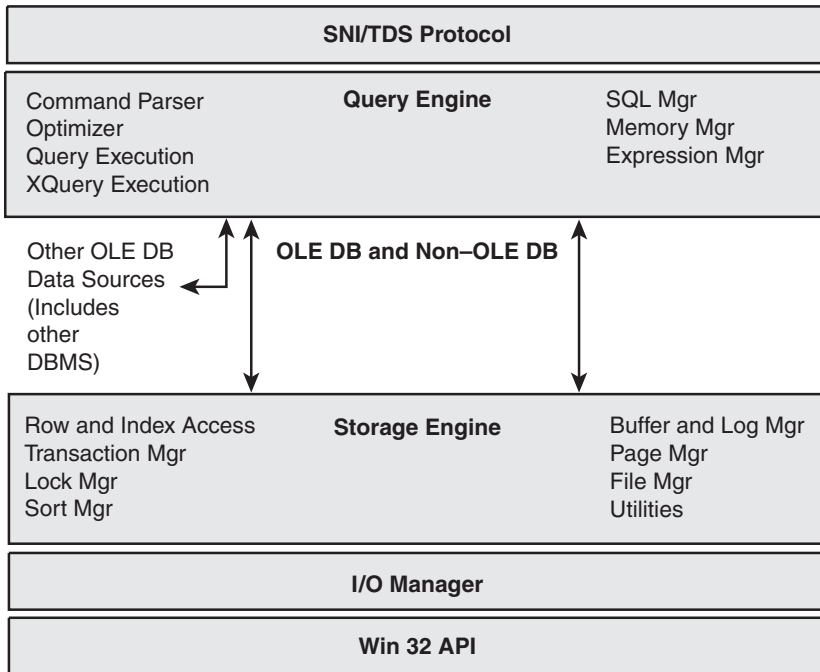 SNI/TDS Protocol
Query Engine
Command Parser
Optimizer
Query Execution
XQuery Execution
SQL Mgr
Memory Mgr
Expression Mgr
Other OLE DB
Data Sources
(Includes
other
DBMS)
OLE DB and Non–OLE DB
Storage Engine
Row and Index Access
Transaction Mgr
Lock Mgr
Sort Mgr
Buffer and Log Mgr
Page Mgr
File Mgr
Utilities
I/O Manager
Win 32 API